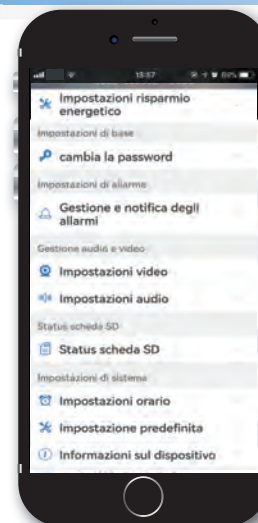 15:57
Impostazioni risparmio
energetico
Impostazioni di base
cambia la password
Impostazioni di allarme
Gestione e notifica degli
allarmi
Gestione audio e video
Impostazioni video
Impostazioni audio
Status scheda SD
Status scheda SD
Impostazioni di sistema
Impostazioni orario
Impostazione predefinita
Informazioni sul dispositivo